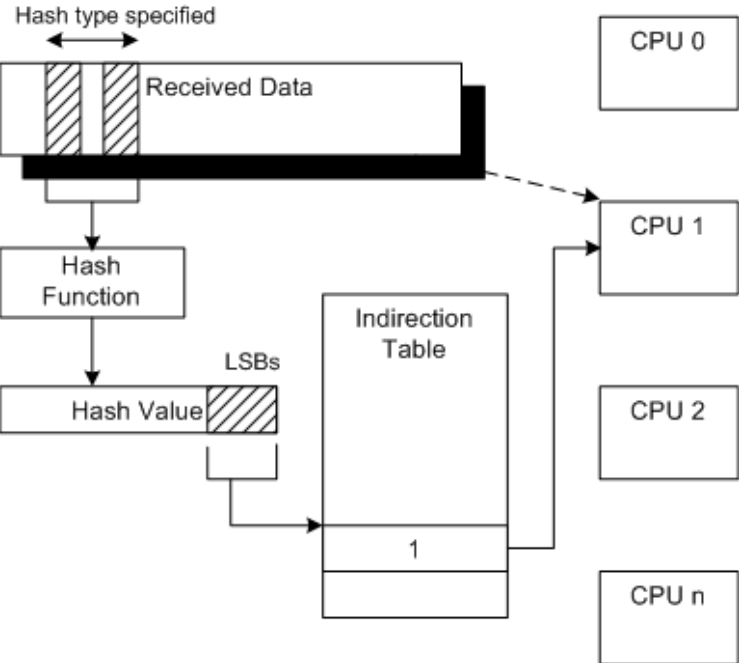 Hash type specified
Received Data
CPU 0
CPU 1
Hash
Function
Indirection
Table
LSBs
Hash Value
CPU 2
1
CPU n